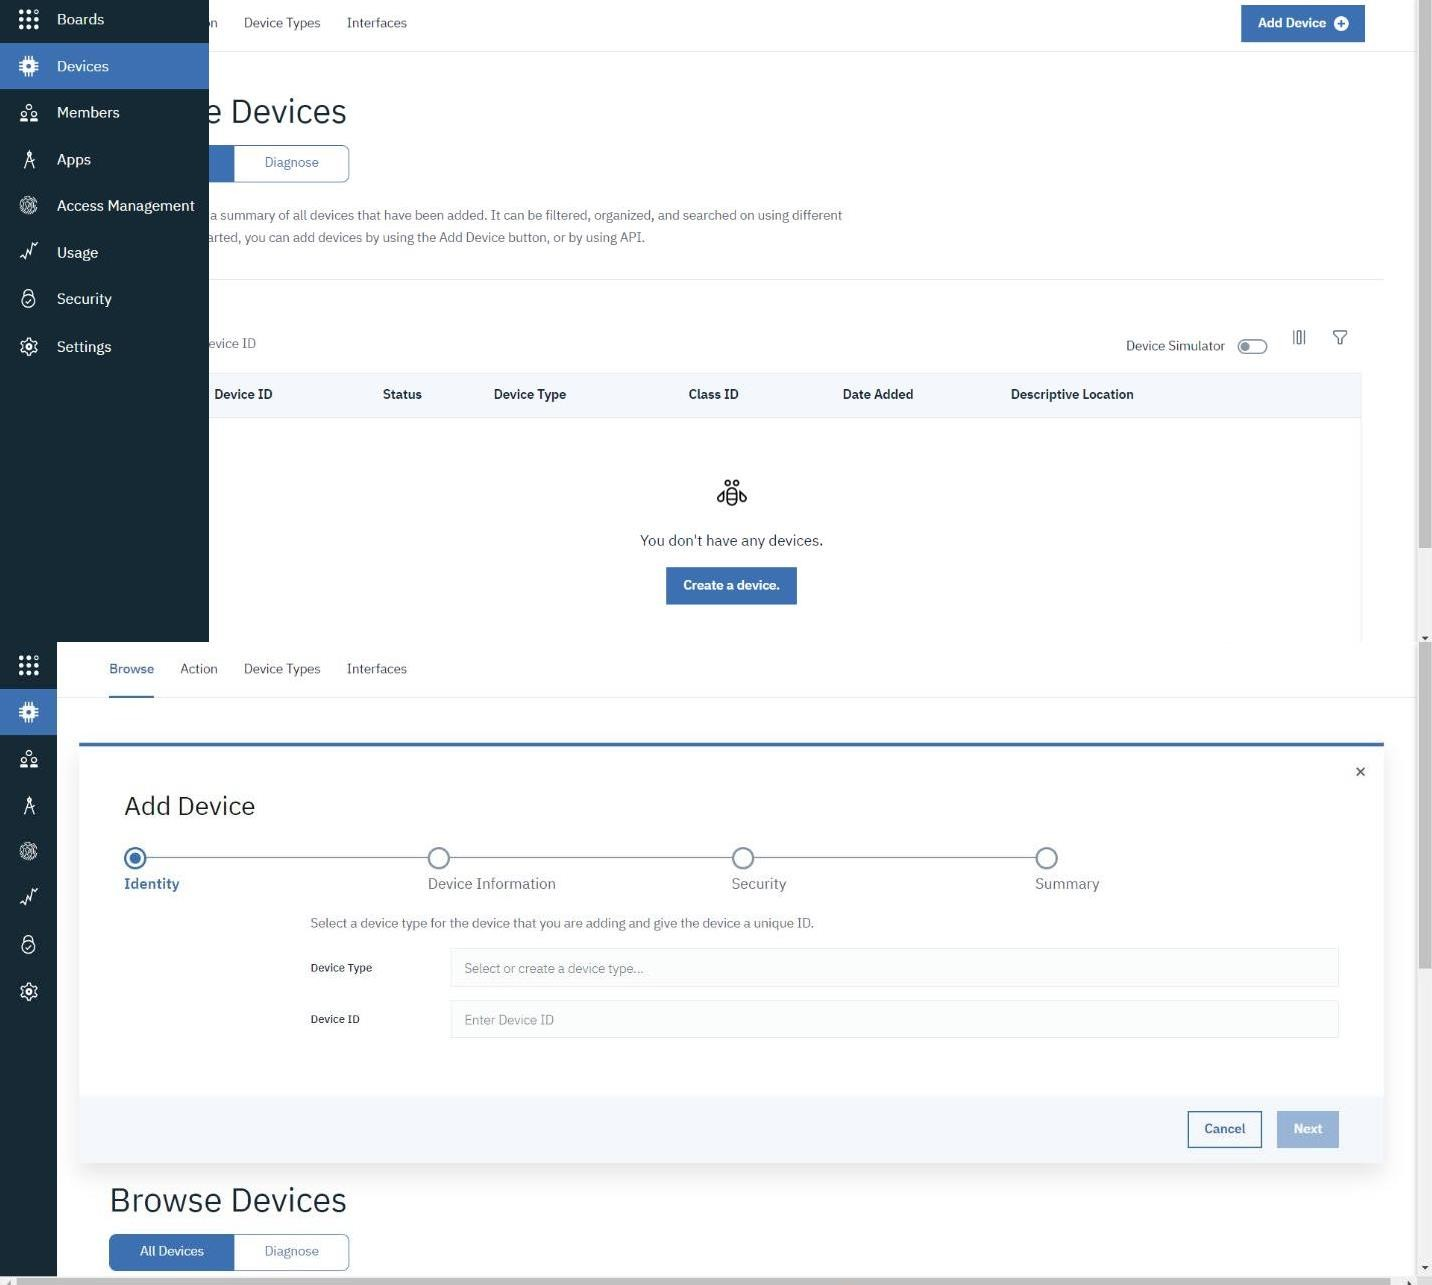 Boards
n Device Types Interfaces
Add Device
Devices
Members
e Devices
Apps
Diagnose
Access Management
a summary of all devices that have been added. It can be filtered, organized, and searched on using different
arted, you can add devices by using the Add Device button, or by using API.
Usage
Security
Settings
evice ID
Device Simulator
Device ID Status Device Type Class ID Date Added Descriptive Location
You don't have any devices.
Create a device.
Browse Action Device Types Interfaces
Add Device
Identity Device Information Security Summary
Select a device type for the device that you are adding and give the device a unique ID.
Device Type Select or create a device type...
Device ID Enter Device ID
Cancel Next
Browse Devices
All Devices Diagnose